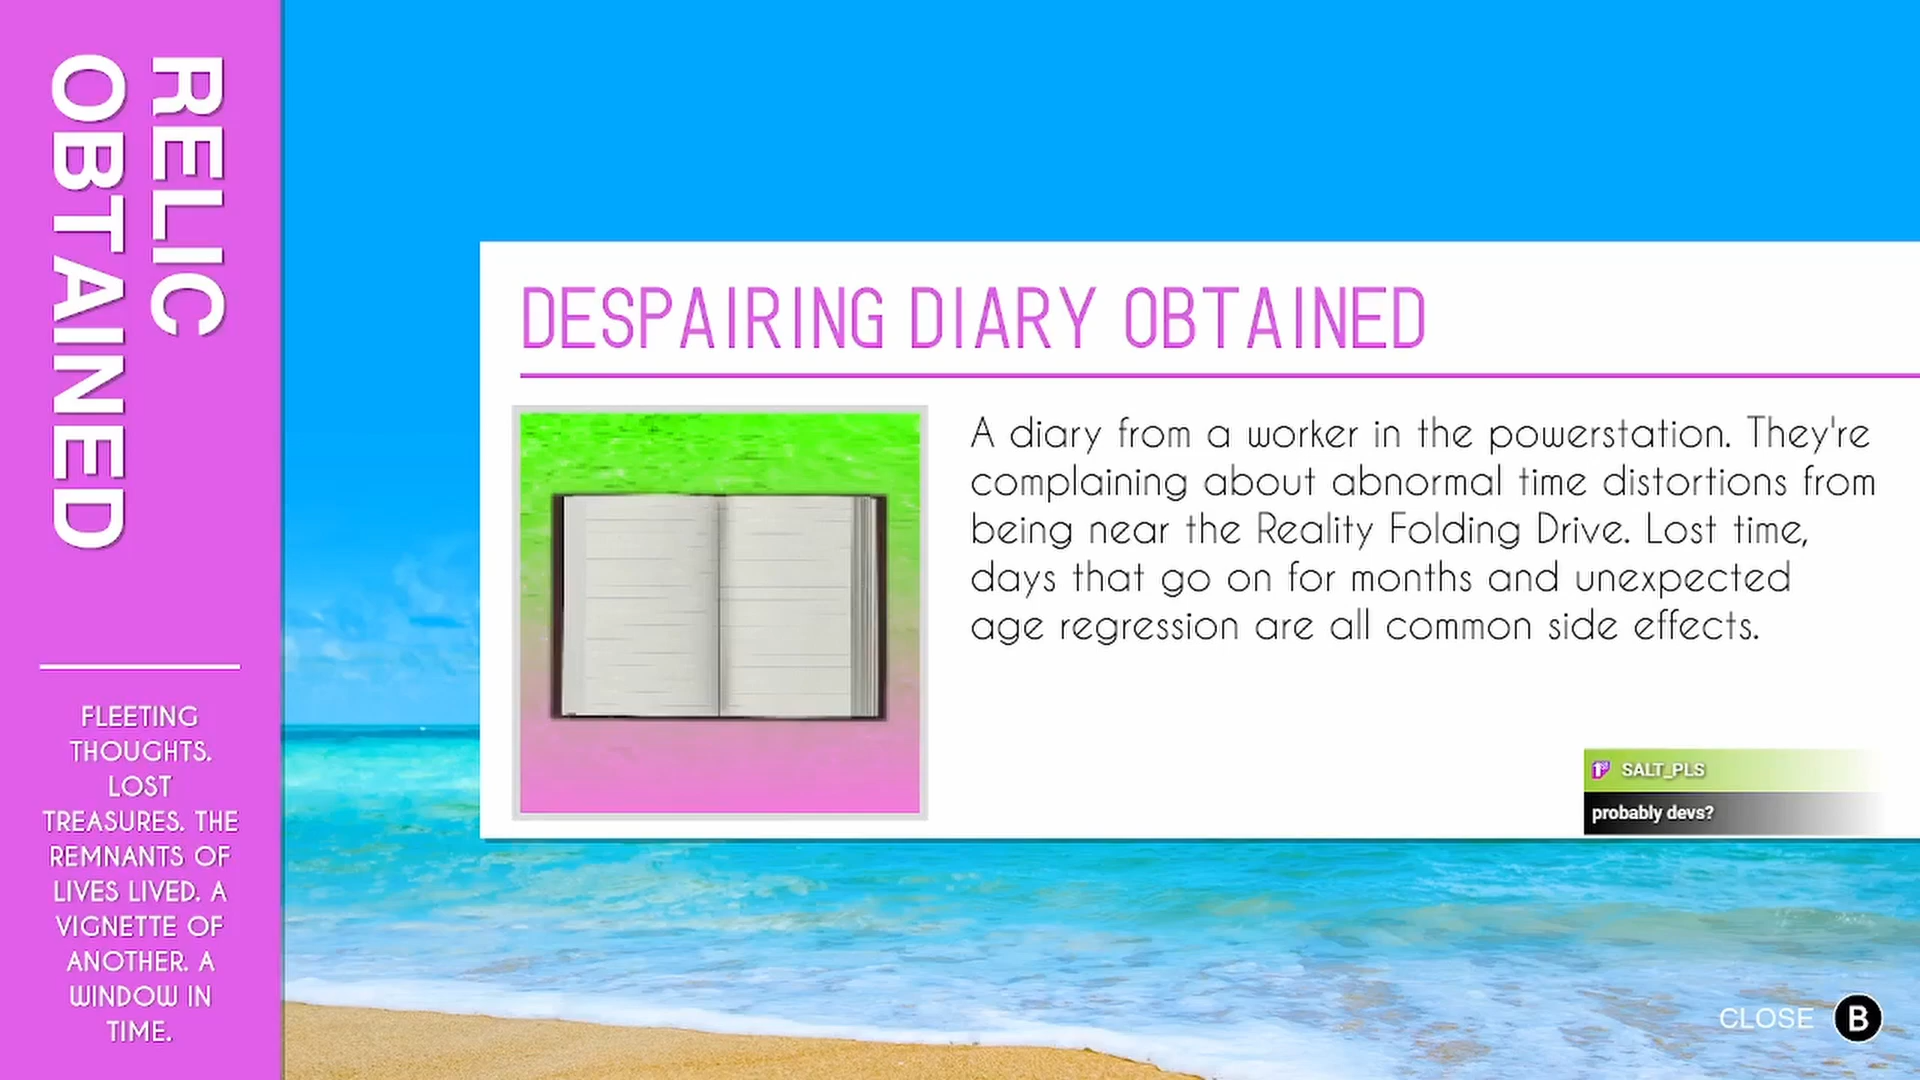 RELIC
OBTAINED
FLEETING
THOUGHTS.
LOST
TREASURES. THE
REMNANTS OF
LIVES LIVED. A
VIGNETTE OF
ANOTHER. A
WINDOW IN
TIME.
DESPAIRING DIARY OBTAINED
A diary from a worker in the powerstation. They're
complaining about abnormal time distortions from
being near the Reality Folding Drive. Lost time,
days that go on for months and unexpected
age regression are all common side effects.
SALT_PLS
probably devs?
CLOSE B